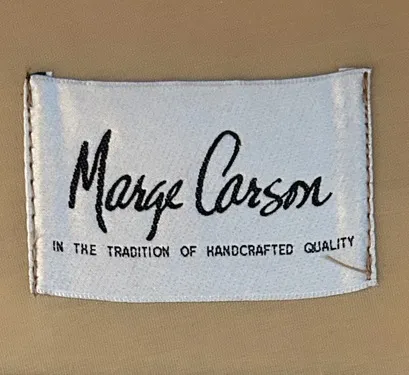 Marge Carson
IN THE TRADITION OF HANDCRAFTED QUALITY